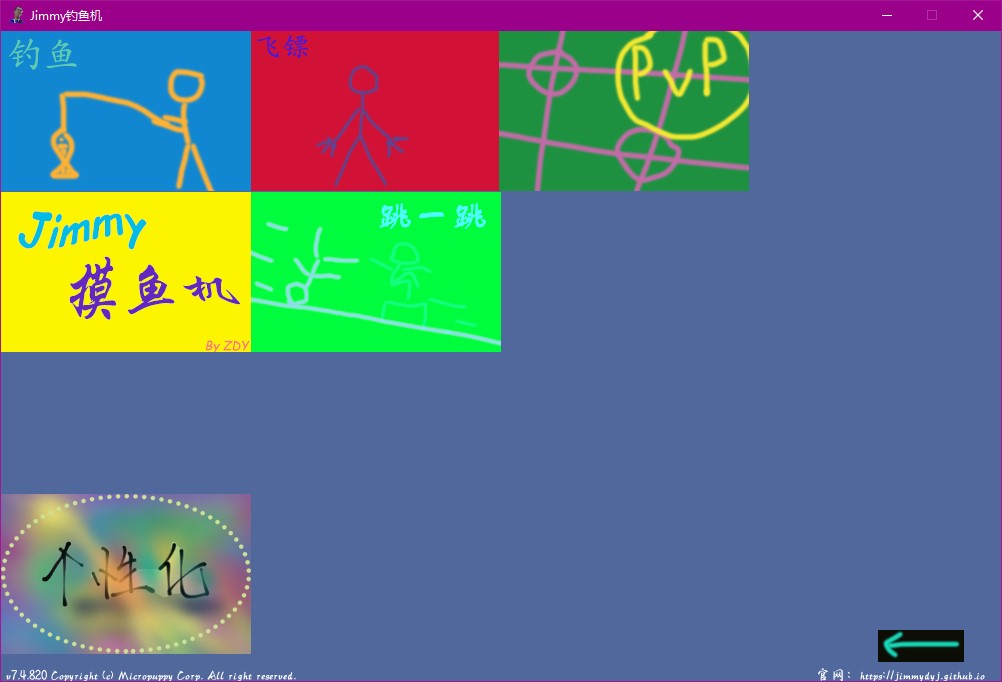 Jimmy钓鱼机
钓鱼
飞镖
PvP
Jimmy
摸鱼机
By ZDY
跳一跳
个性化
v7.4.820 Copyright (c) Micropuppy Corp. All right reserved.
官网： https://jimmydyj.github.io